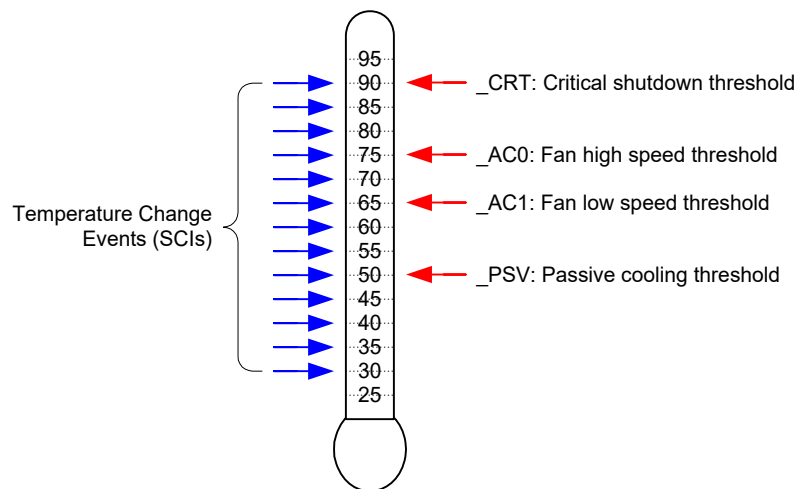 95
90
85
80
75
70
65
60
55
50
45
40
35
30
25
Temperature Change
Events (SCIs)
_CRT: Critical shutdown threshold
_AC0: Fan high speed threshold
_AC1: Fan low speed threshold
_PSV: Passive cooling threshold